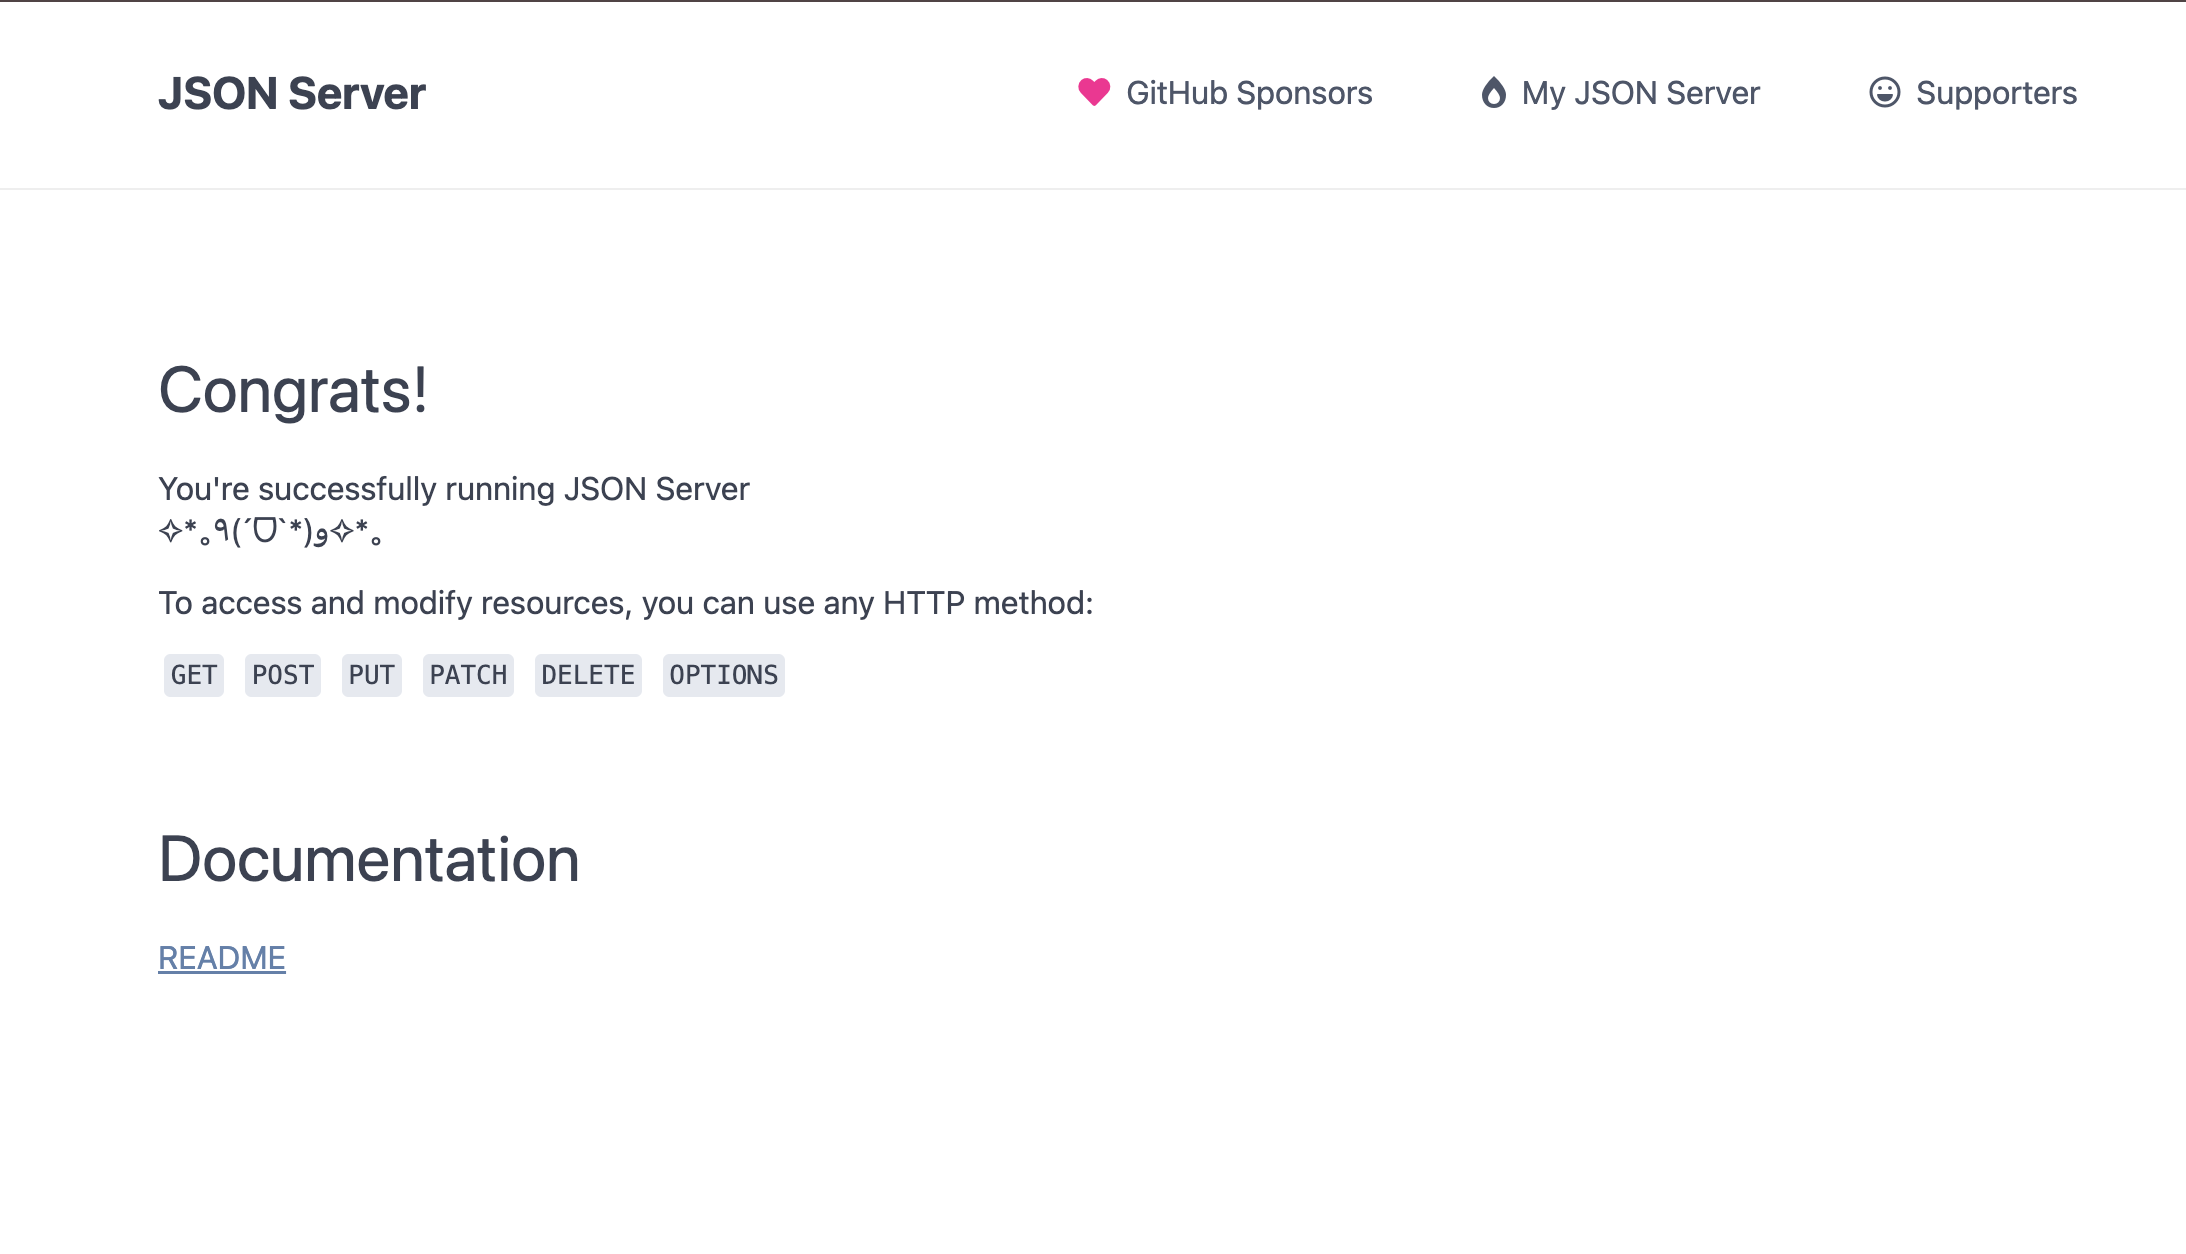 JSON Server
GitHub Sponsors
My JSON Server
Supporters
Congrats!
You're successfully running JSON Server
✧*｡٩(ˊᗜˋ*)و✧*｡
To access and modify resources, you can use any HTTP method:
GET POST PUT PATCH DELETE OPTIONS
Documentation
README